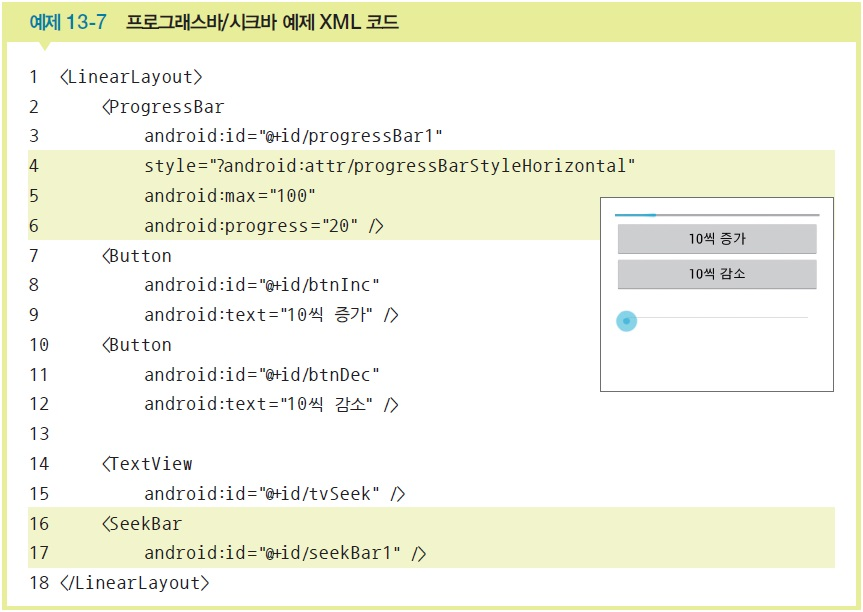 예제 13-7 프로그래스바/시크바 예제 XML 코드
1 <LinearLayout>
2 <ProgressBar
3 android:id="@+id/progressBar1"
4 style="?android:attr/progressBarStyleHorizontal"
5 android:max="100"
6 android:progress="20" />
7 <Button
8 android:id="@+id/btnInc"
9 android:text="10씩 증가" />
10 <Button
11 android:id="@+id/btnDec"
12 android:text="10씩 감소" />
13
14 <TextView
15 android:id="@+id/tvSeek" />
16 <SeekBar
17 android:id="@+id/seekBar1" />
18 </LinearLayout>
10씩 증가
10씩 감소